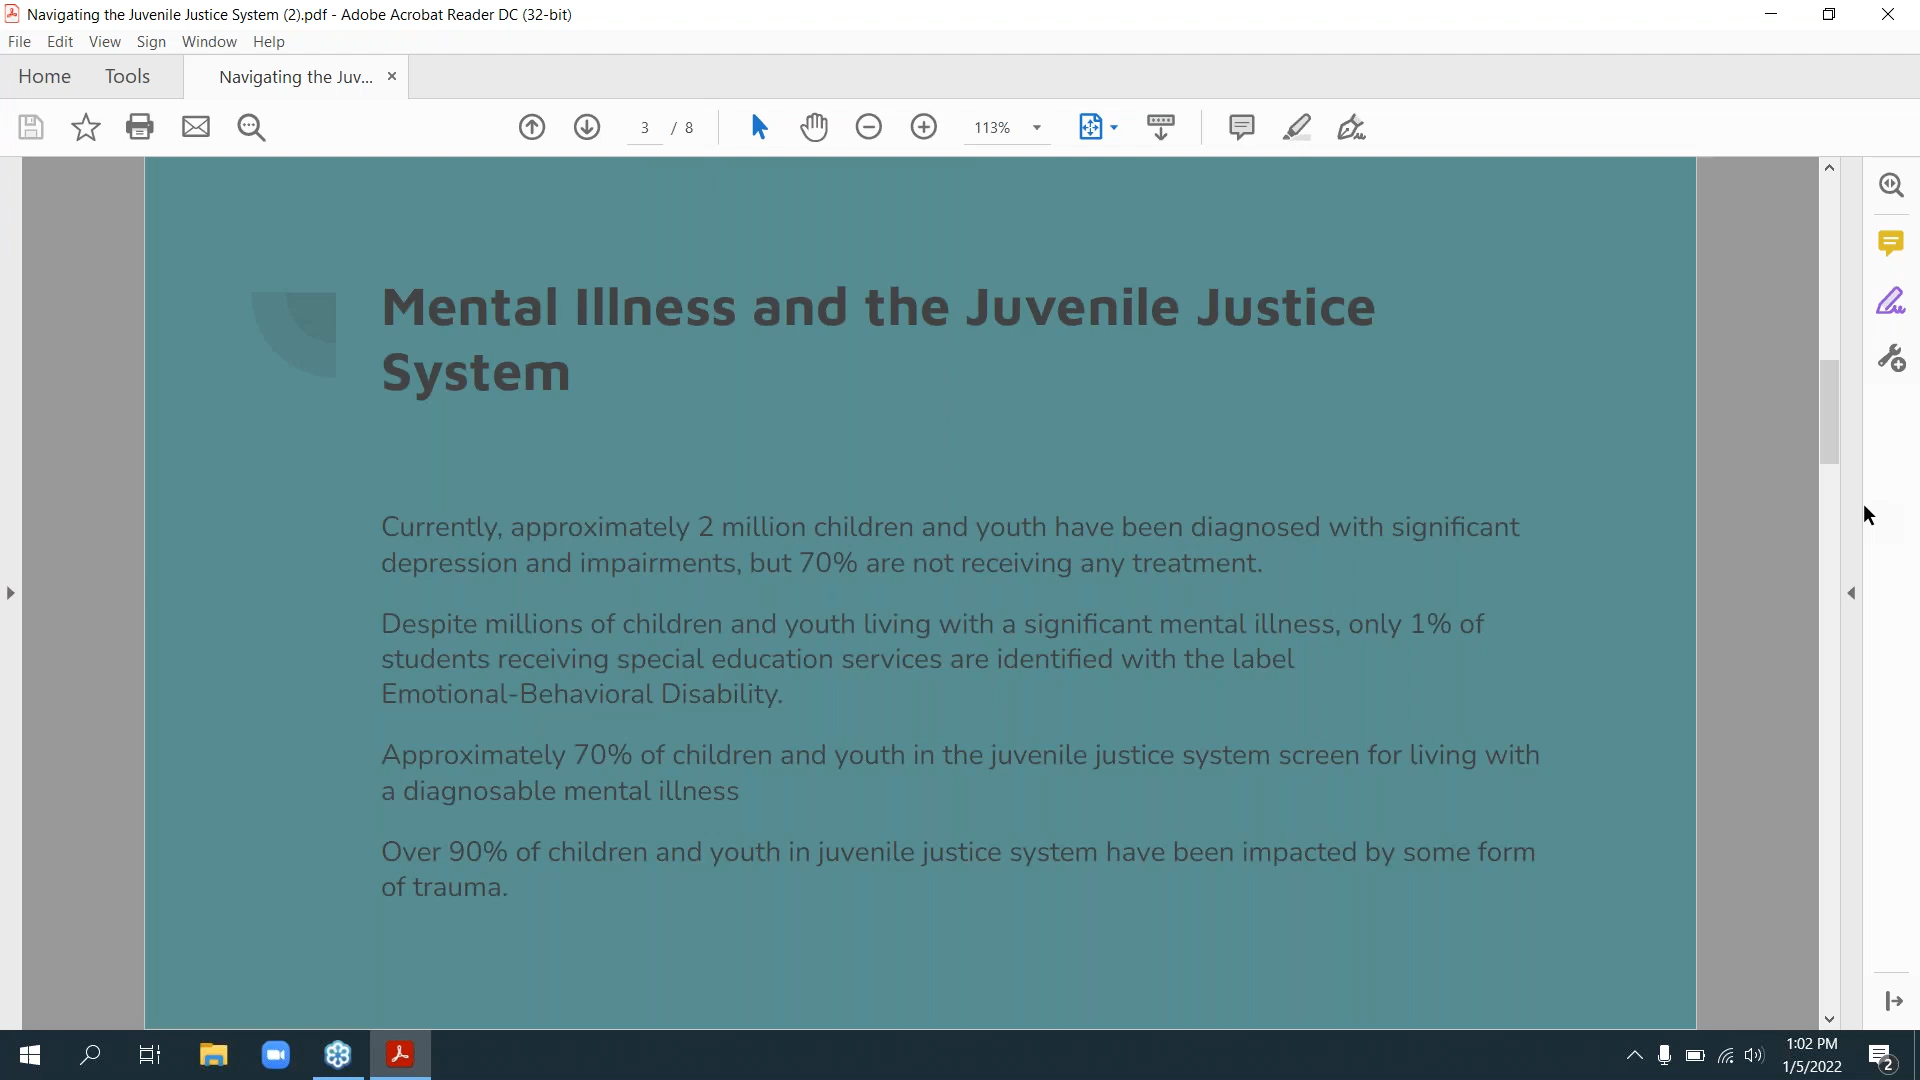 Navigating the Juvenile Justice System (2).pdf - Adobe Acrobat Reader DC (32-bit)
File Edit View Sign Window Help
Home Tools Navigating the Juv...
3 / 8 113%
Mental Illness and the Juvenile Justice
System
Currently, approximately 2 million children and youth have been diagnosed with significant
depression and impairments, but 70% are not receiving any treatment.
Despite millions of children and youth living with a significant mental illness, only 1% of
students receiving special education services are identified with the label
Emotional-Behavioral Disability.
Approximately 70% of children and youth in the juvenile justice system screen for living with
a diagnosable mental illness
Over 90% of children and youth in juvenile justice system have been impacted by some form
of trauma.
1:02 PM
1/5/2022
2